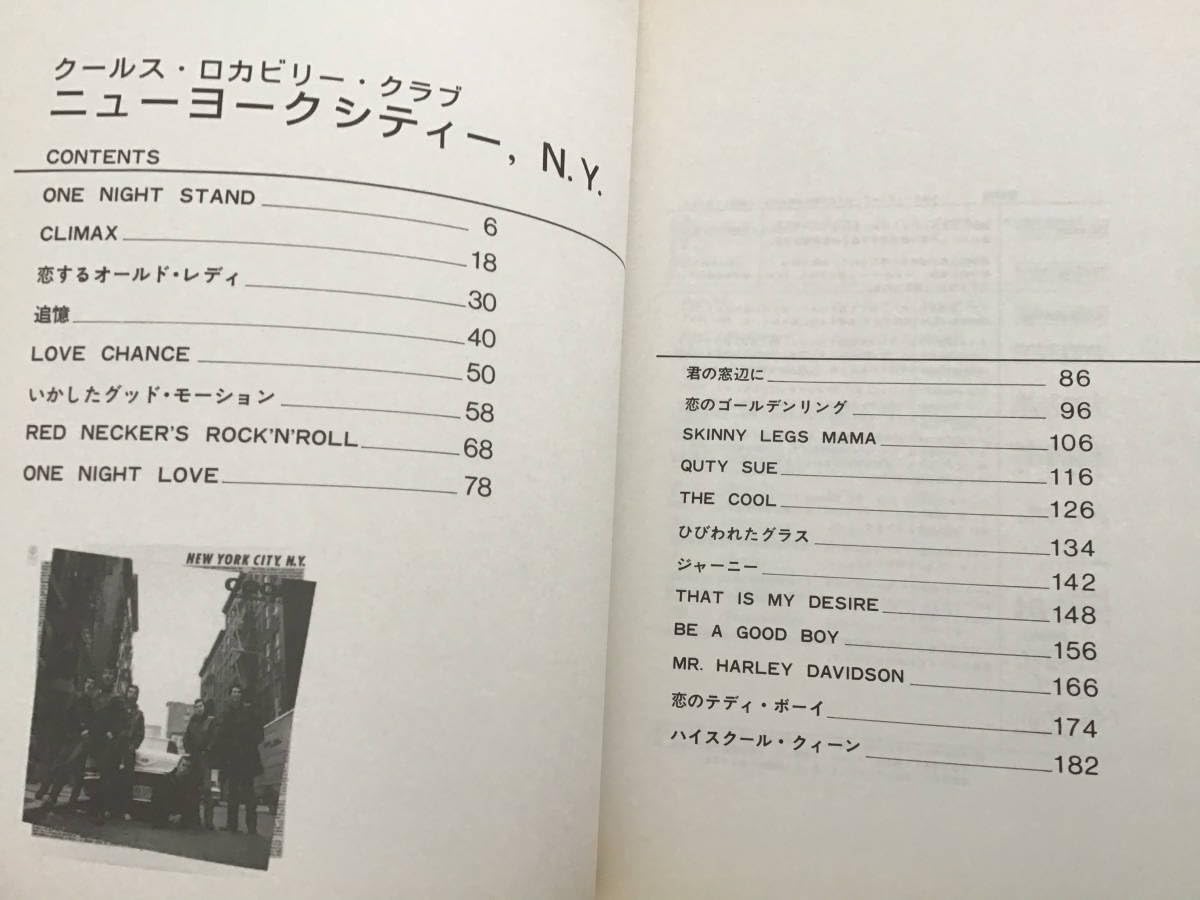 クールス・ロカビリー・クラブ
ニューヨークシティー, N.Y.
CONTENTS
ONE NIGHT STAND 6
CLIMAX 18
恋するオールド・レディ 30
追憶 40
LOVE CHANCE 50
いかしたグッド・モーション 58
RED NECKER'S ROCK'N'ROLL 68
ONE NIGHT LOVE 78
NEW YORK CITY, N.Y.
君の窓辺に 86
恋のゴールデンリング 96
SKINNY LEGS MAMA 106
QUTY SUE 116
THE COOL 126
ひびわれたグラス 134
ジャーニー 142
THAT IS MY DESIRE 148
BE A GOOD BOY 156
MR. HARLEY DAVIDSON 166
恋のテディ・ボーイ 174
ハイスクール・クィーン 182